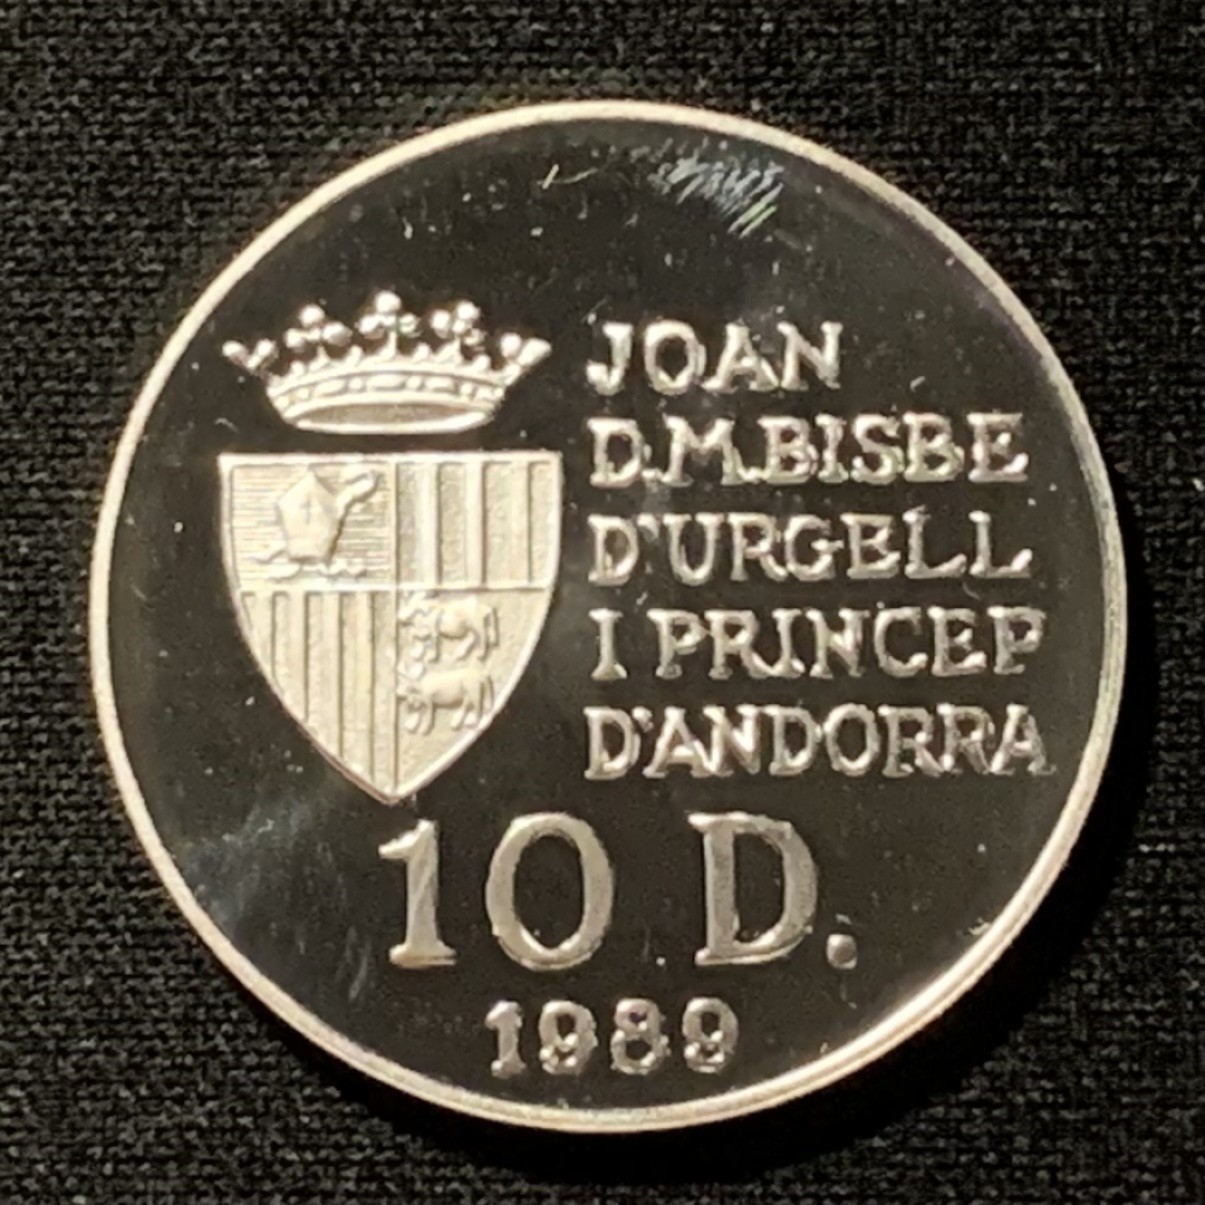 JOAN
D.M.BISBE
D'URGELL
I PRINCEP
D'ANDORRA
10 D.
1989